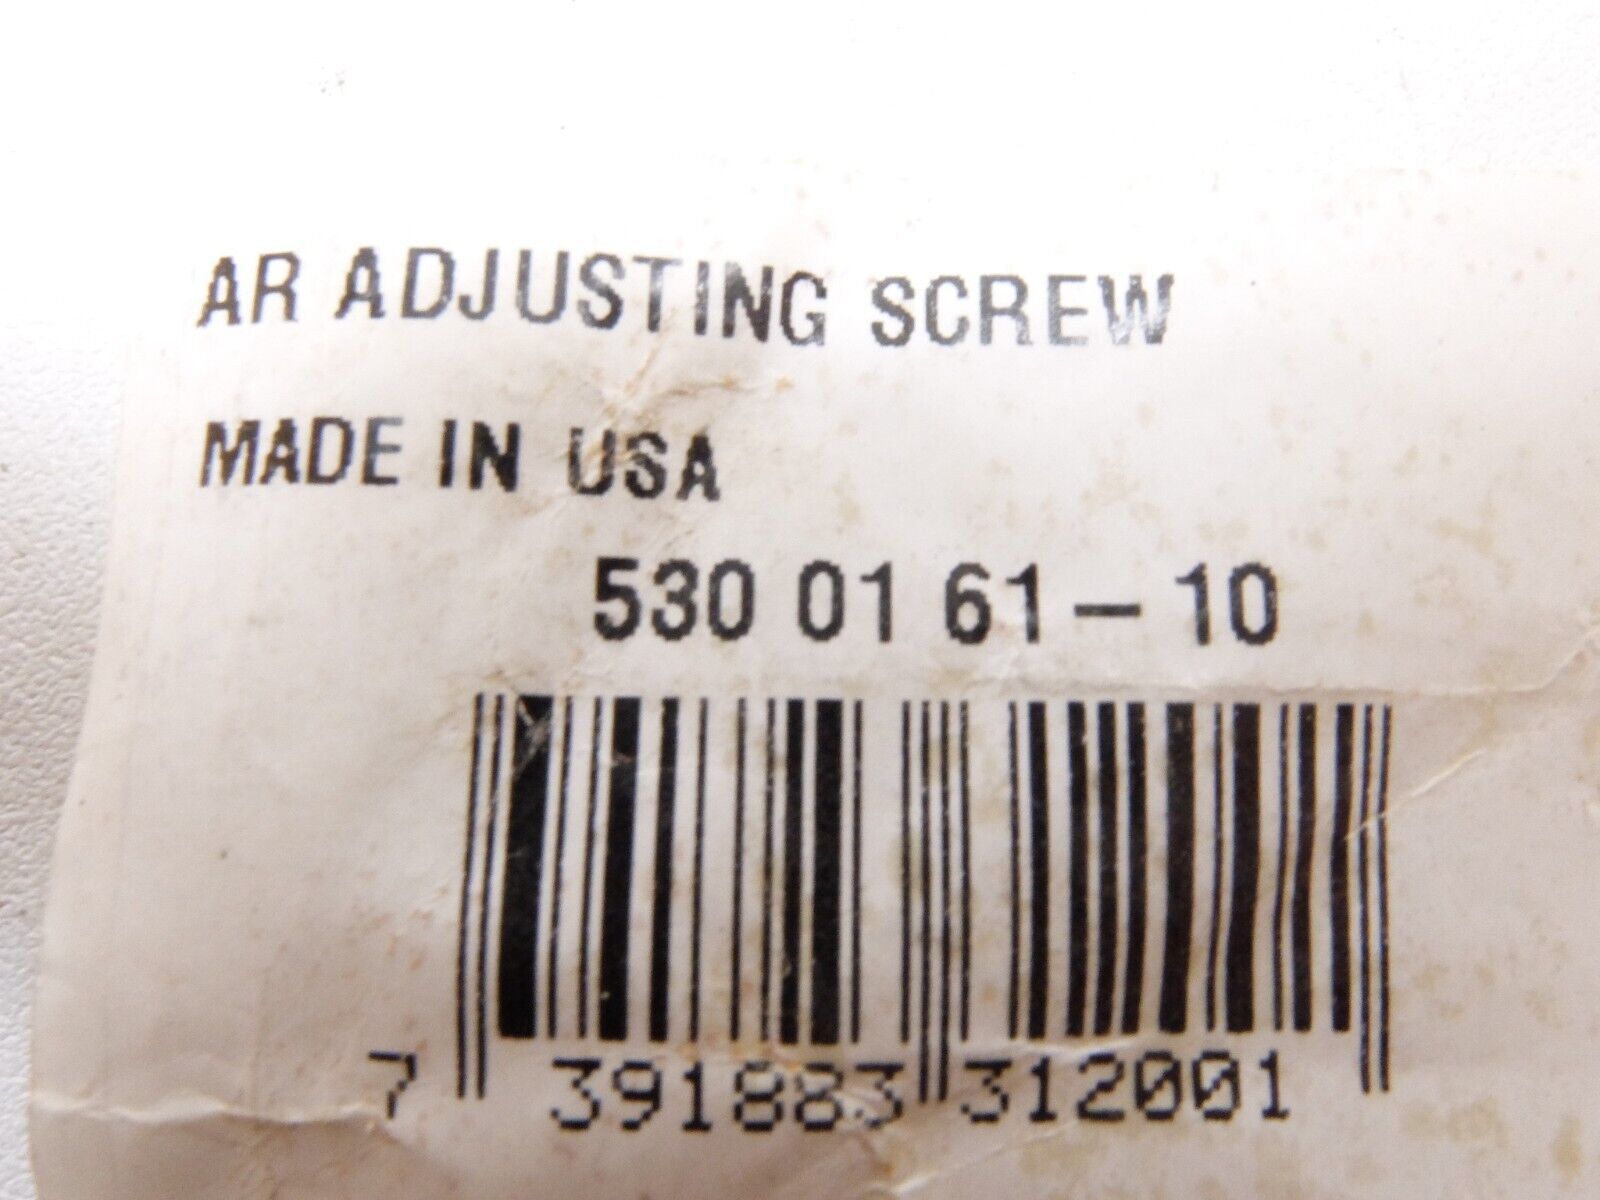 AR ADJUSTING SCREW
MADE IN USA
530 01 61-10
7 391883 312001